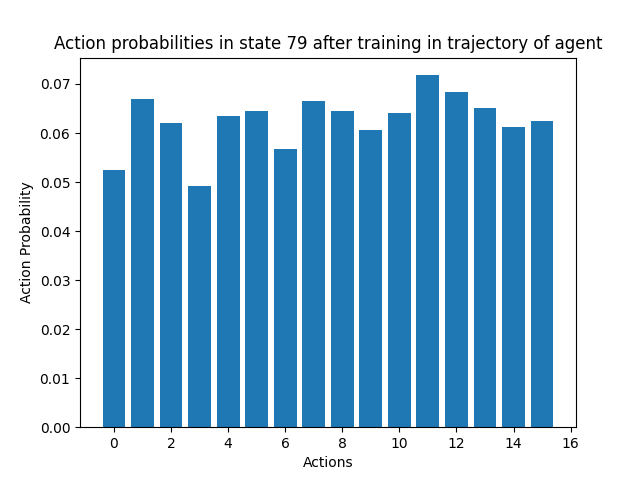 Action probabilities in state 79 after training in trajectory of agent
0.07
0.06
0.05
0.04
0.03
0.02
0.01
0.00
Action Probability
0 2 4 6 8 10 12 14 16
Actions